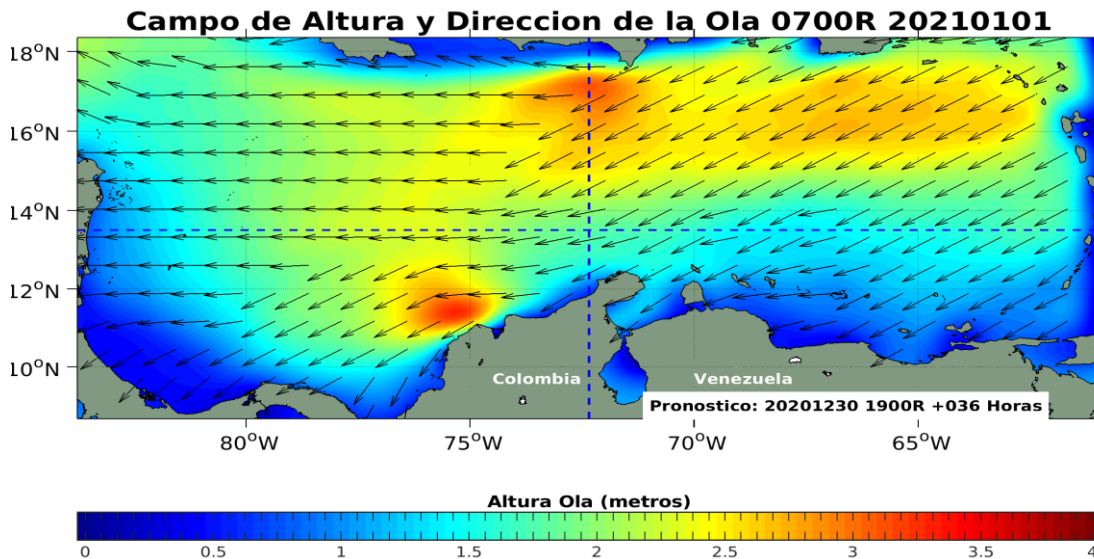 Campo de Altura y Direccion de la Ola 0700R 20210101
18°N
16°N
14°N
12°N
10°N
Colombia
Venezuela
Pronostico: 20201230 1900R +036 Horas
80°W
75°W
70°W
65°W
Altura Ola (metros)
0 0.5 1 1.5 2 2.5 3 3.5 4